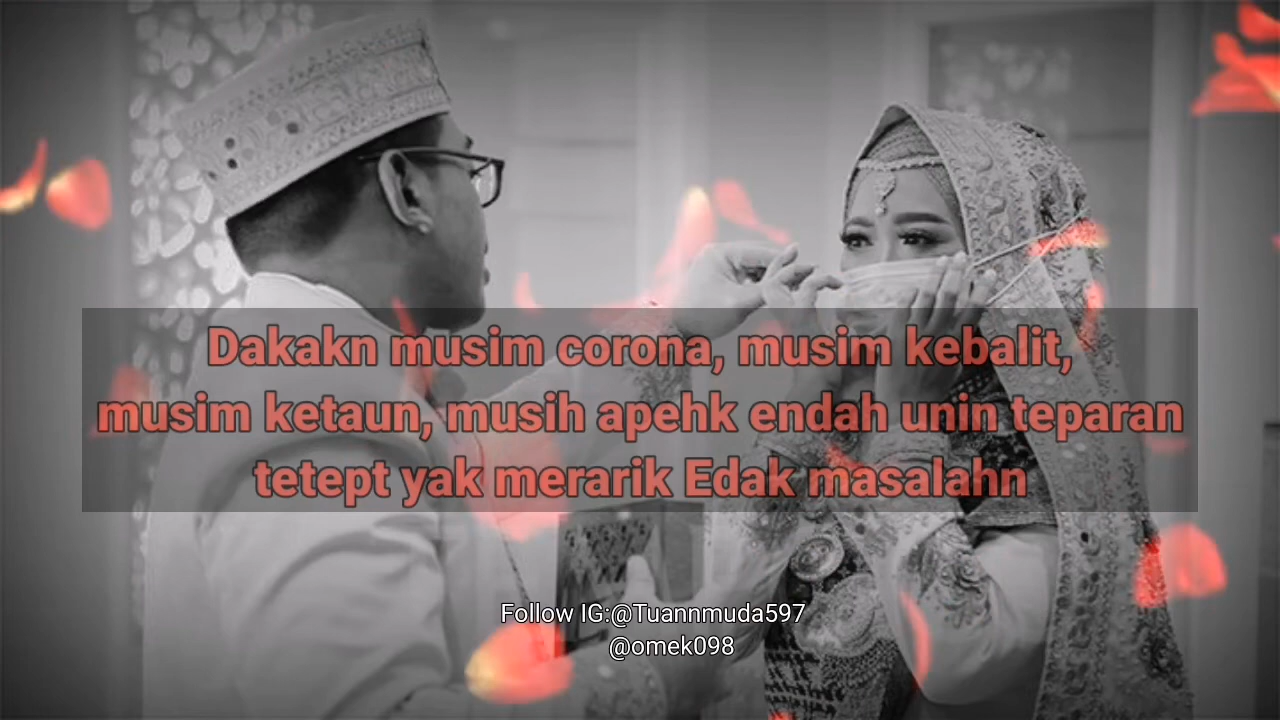 Dakakn musim corona, musim kebalit,
musim ketaun, musih apehk endah unin teparan
tetept yak merarik Edak masalahn
Follow IG:@Tuannmuda597
@omek098